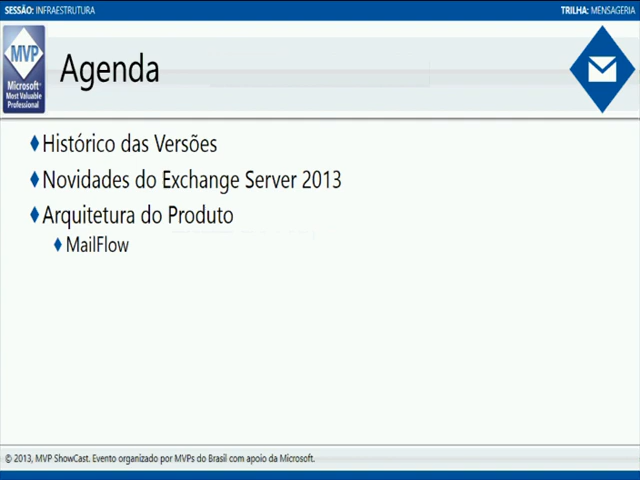 SESSÃO: INFRAESTRUTURA
TRILHA: MENSAGERIA
MVP
Microsoft®
Most Valuable
Professional
Agenda
Histórico das Versões
Novidades do Exchange Server 2013
Arquitetura do Produto
MailFlow
© 2013, MVP ShowCast. Evento organizado por MVPs do Brasil com apoio da Microsoft.